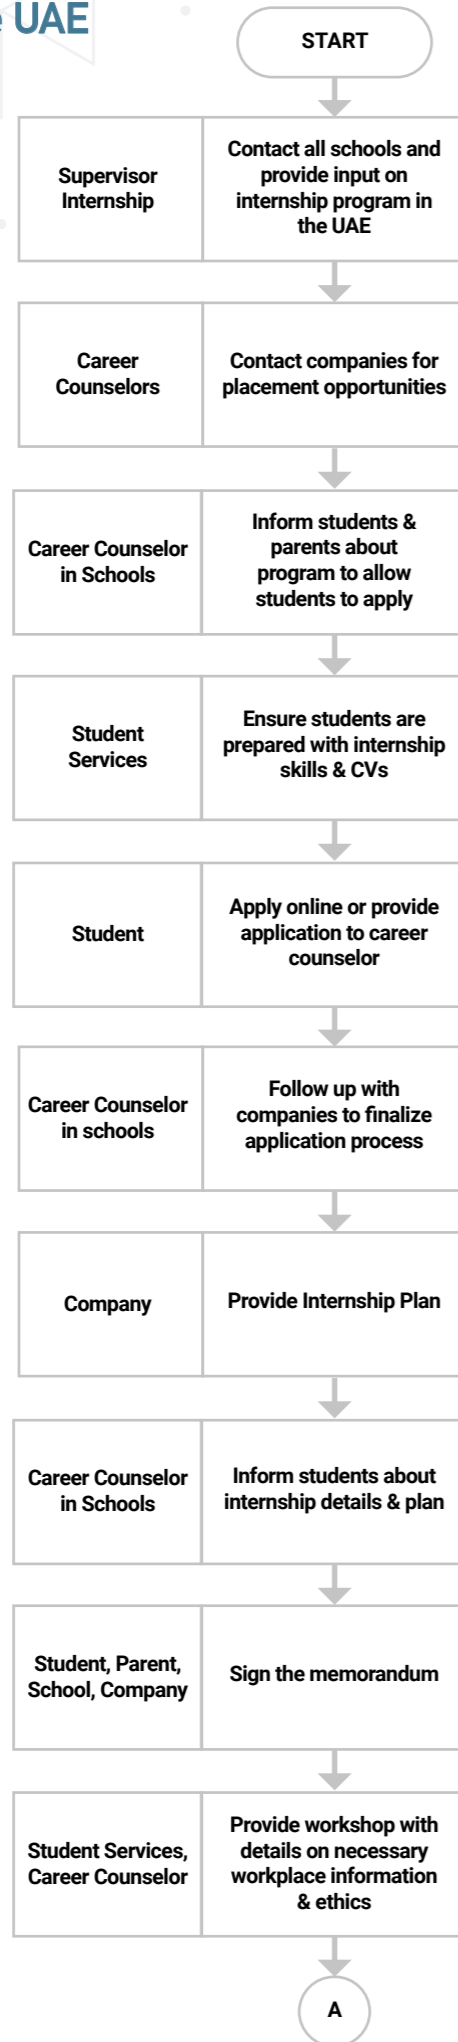 UAE
START
Supervisor
Internship
Contact all schools and
provide input on
internship program in
the UAE
Career
Counselors
Contact companies for
placement opportunities
Career Counselor
in Schools
Inform students &
parents about
program to allow
students to apply
Student
Services
Ensure students are
prepared with internship
skills & CVs
Student
Apply online or provide
application to career
counselor
Career Counselor
in schools
Follow up with
companies to finalize
application process
Company
Provide Internship Plan
Career Counselor
in Schools
Inform students about
internship details & plan
Student, Parent,
School, Company
Sign the memorandum
Student Services,
Career Counselor
Provide workshop with
details on necessary
workplace information
& ethics
A